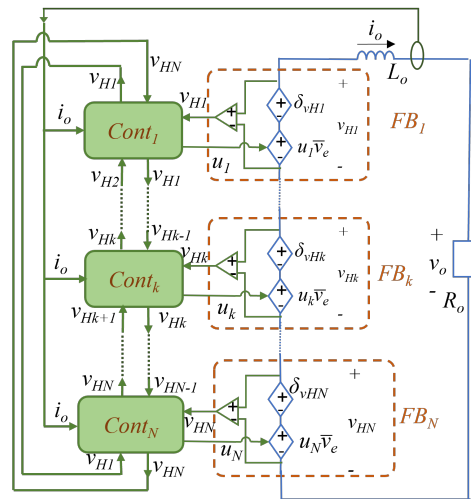 i_o
L_o
v_HN
v_H1
v_H1
+
-
δ_vH1
+
v_H1
-
FB_1
i_o
Cont_1
+
-
u_1
+
-
u_1 v̄_e
v_H2
v_H1
v_Hk
v_Hk-1
v_Hk
+
-
δ_vHk
+
v_Hk
-
FB_k
+
v_o
-
R_o
i_o
Cont_k
+
-
u_k
+
-
u_k v̄_e
v_Hk+1
v_Hk
v_HN
v_HN-1
v_HN
+
-
δ_vHN
+
v_HN
-
FB_N
i_o
Cont_N
+
-
u_N
+
-
u_N v̄_e
v_H1
v_HN